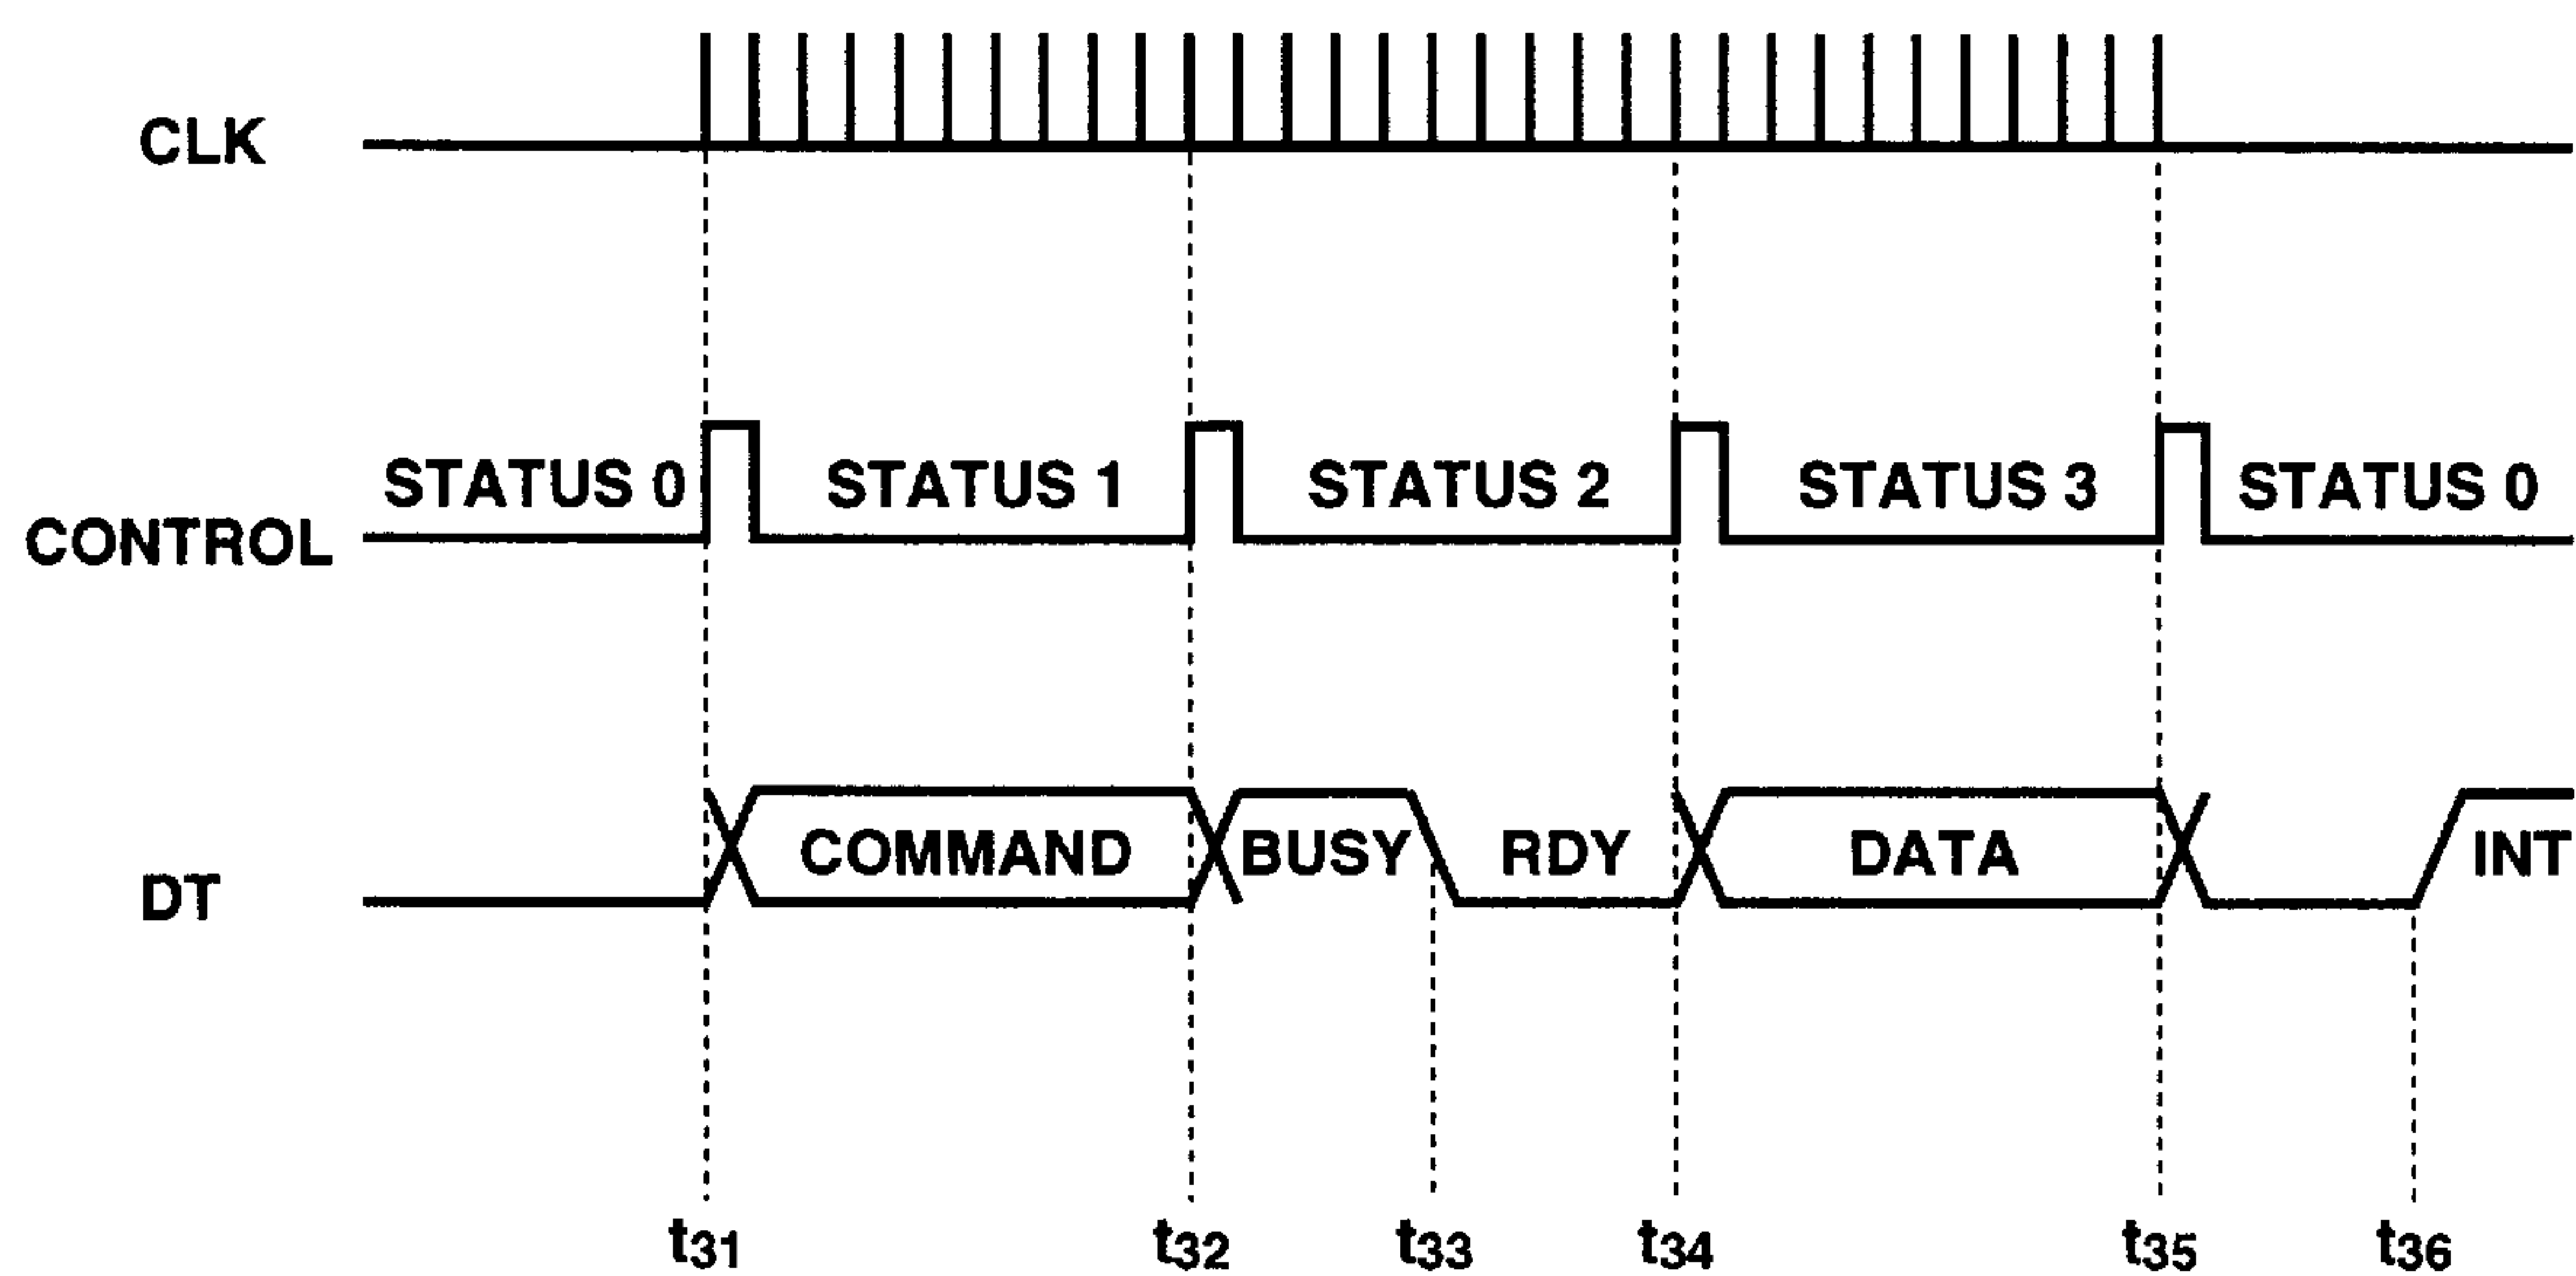 CLK
STATUS 0 STATUS 1 STATUS 2 STATUS 3 STATUS 0
CONTROL
COMMAND BUSY RDY DATA INT
DT
t31 t32 t33 t34 t35 t36